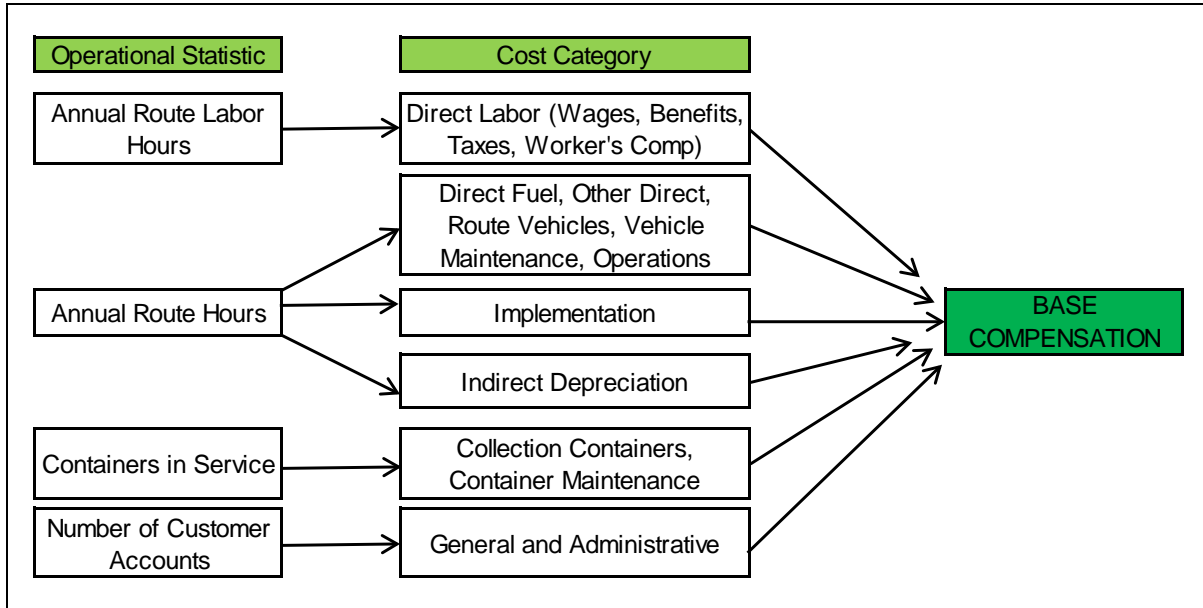 Operational Statistic
Cost Category
Annual Route Labor
Hours
Direct Labor (Wages, Benefits,
Taxes, Worker's Comp)
Direct Fuel, Other Direct,
Route Vehicles, Vehicle
Maintenance, Operations
Annual Route Hours
Implementation
BASE
COMPENSATION
Indirect Depreciation
Containers in Service
Collection Containers,
Container Maintenance
Number of Customer
Accounts
General and Administrative